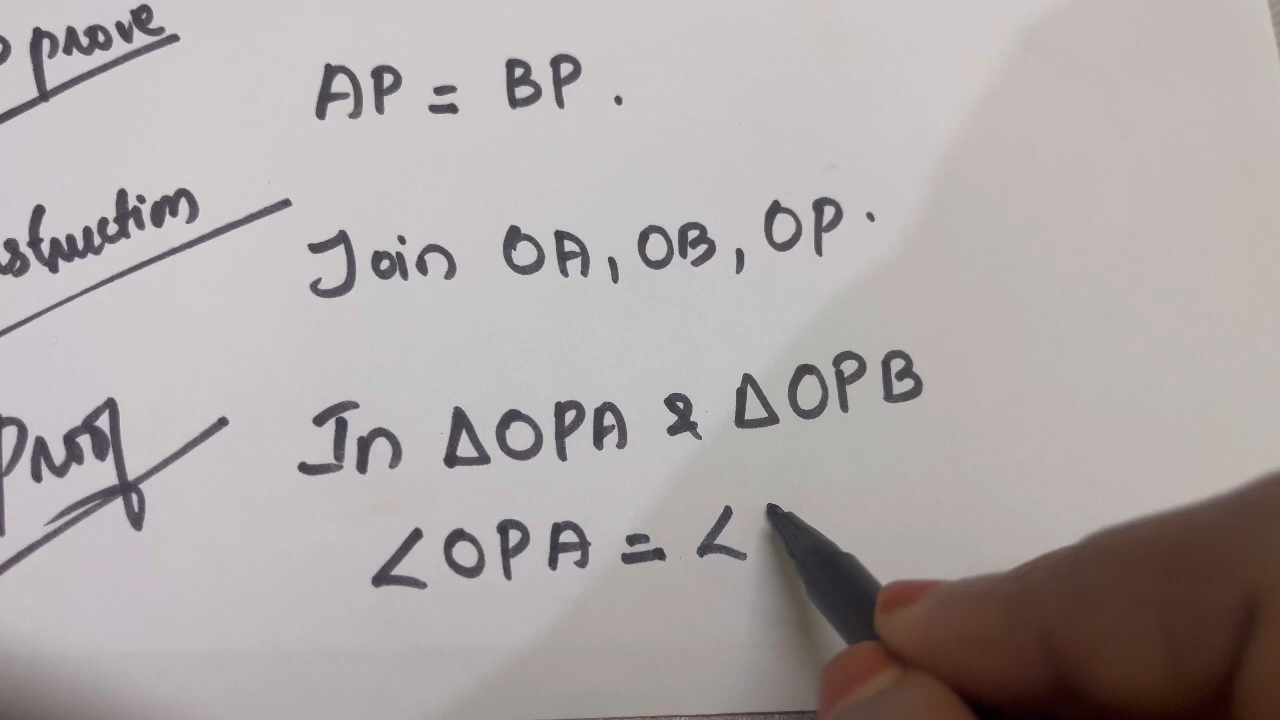 prove
AP = BP.
struction
Join OA, OB, OP.
Proof
In ΔOPA & ΔOPB
∠OPA = ∠